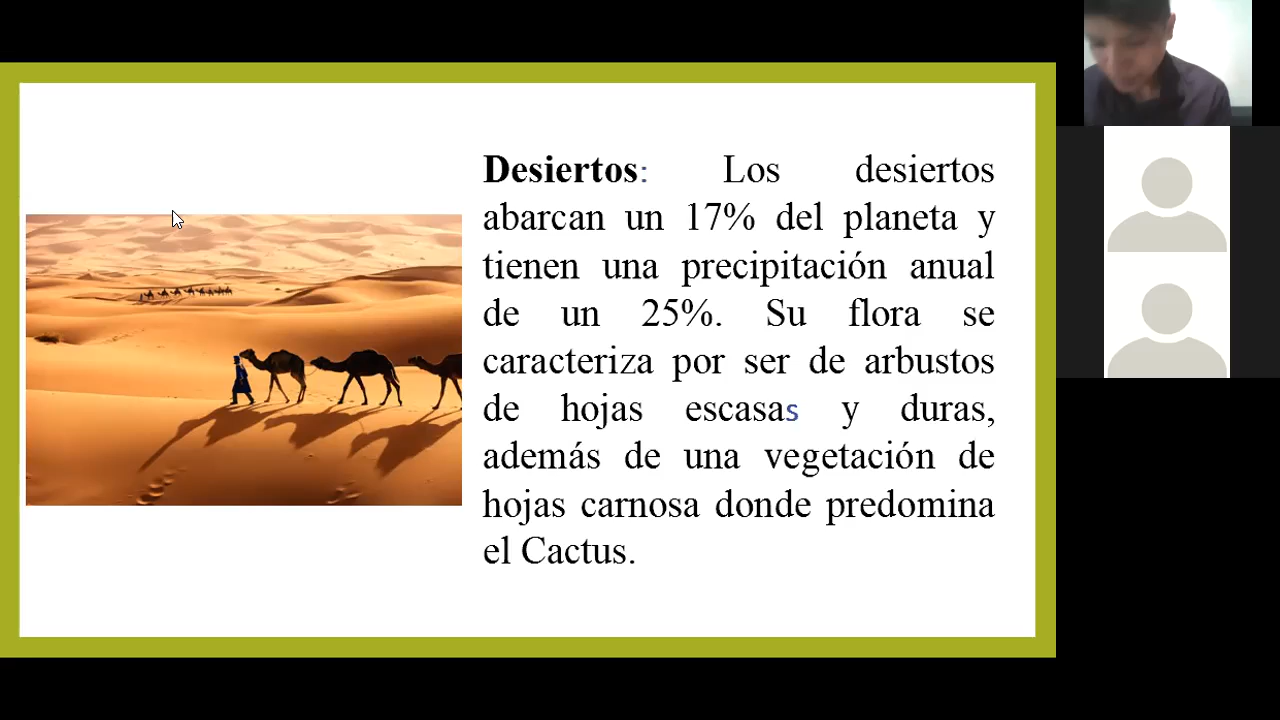 Desiertos: Los desiertos
abarcan un 17% del planeta y
tienen una precipitación anual
de un 25%. Su flora se
caracteriza por ser de arbustos
de hojas escasas y duras,
además de una vegetación de
hojas carnosa donde predomina
el Cactus.